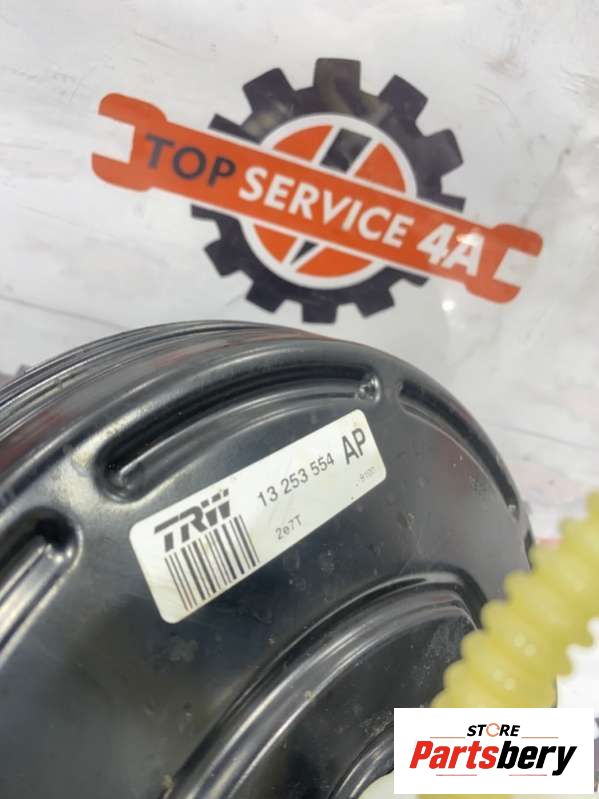 TOP SERVICE 4A
TRW
13 253 554 AP
2e7T
STORE
Partsbery